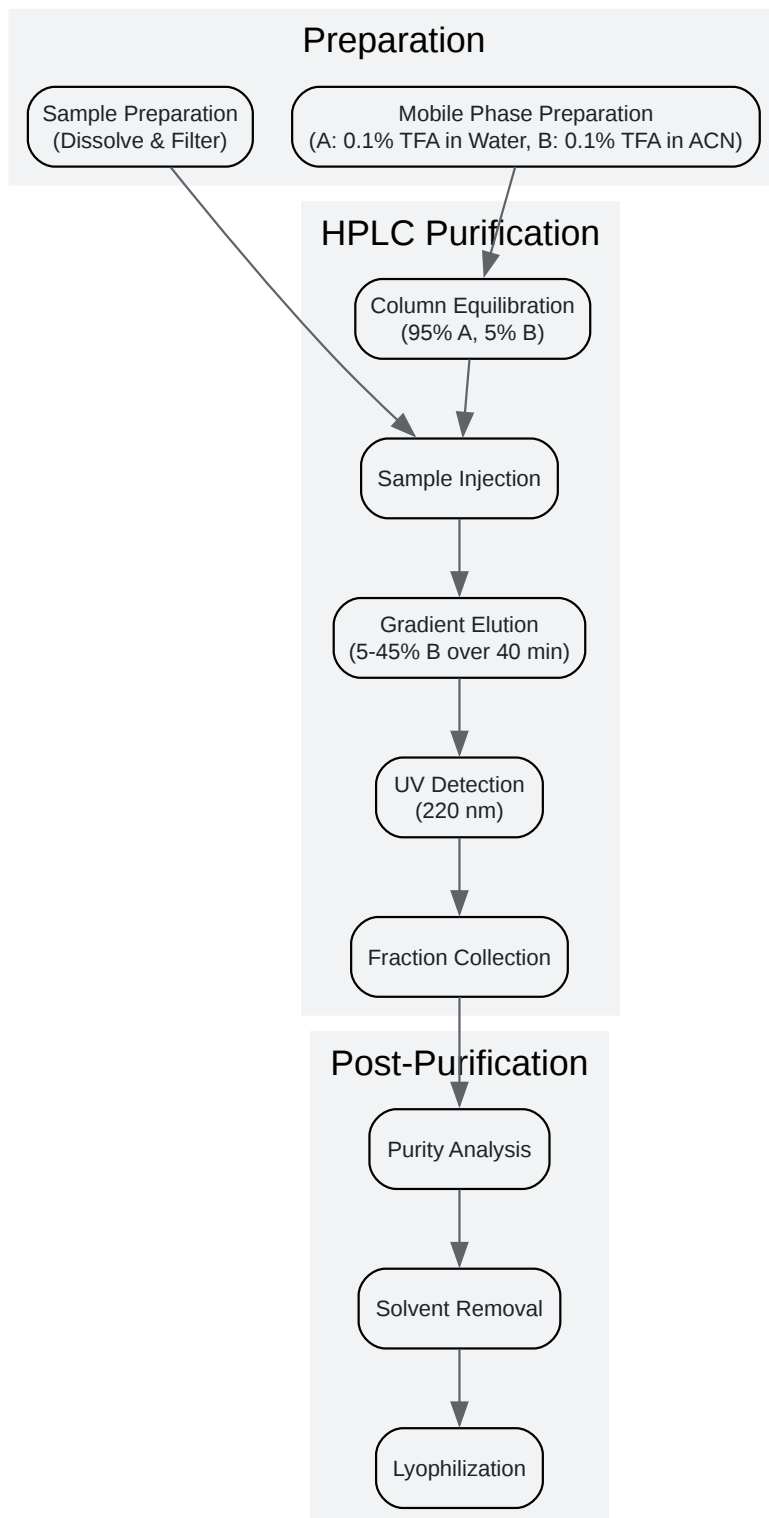 Preparation
Sample Preparation
(Dissolve & Filter)
Mobile Phase Preparation
(A: 0.1% TFA in Water, B: 0.1% TFA in ACN)
HPLC Purification
Column Equilibration
(95% A, 5% B)
Sample Injection
Gradient Elution
(5-45% B over 40 min)
UV Detection
(220 nm)
Fraction Collection
Post-Purification
Purity Analysis
Solvent Removal
Lyophilization